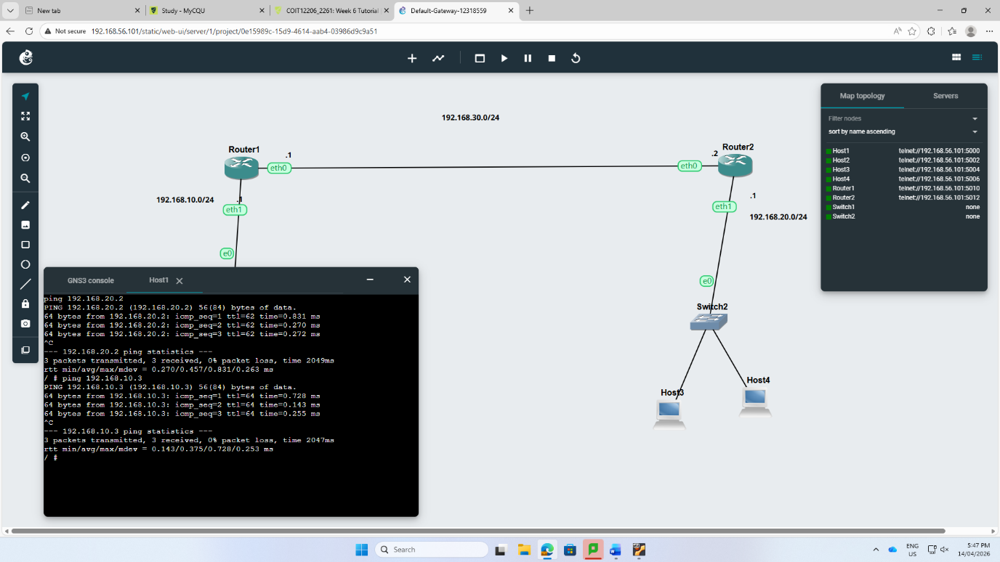 New tab
Study - MyCQU
COIT12206_2261: Week 6 Tutorial
Default-Gateway-12318559
Not secure
192.168.56.101/static/web-ui/server/1/project/0e15989c-15d9-4614-aab4-03986d9c9a51
192.168.30.0/24
Router1
.1
eth0
eth0
.2
Router2
192.168.10.0/24
.1
eth1
eth1
.1
192.168.20.0/24
e0
e0
Switch2
Host3
Host4
Map topology
Servers
Filter nodes
sort by name ascending
Host1 telnet://192.168.56.101:5000
Host2 telnet://192.168.56.101:5002
Host3 telnet://192.168.56.101:5004
Host4 telnet://192.168.56.101:5006
Router1 telnet://192.168.56.101:5010
Router2 telnet://192.168.56.101:5012
Switch1 none
Switch2 none
GNS3 console
Host1
ping 192.168.20.2
PING 192.168.20.2 (192.168.20.2) 56(84) bytes of data.
64 bytes from 192.168.20.2: icmp_seq=1 ttl=62 time=0.831 ms
64 bytes from 192.168.20.2: icmp_seq=2 ttl=62 time=0.270 ms
64 bytes from 192.168.20.2: icmp_seq=3 ttl=62 time=0.272 ms
^C
--- 192.168.20.2 ping statistics ---
3 packets transmitted, 3 received, 0% packet loss, time 2049ms
rtt min/avg/max/mdev = 0.270/0.457/0.831/0.263 ms
/ # ping 192.168.10.3
PING 192.168.10.3 (192.168.10.3) 56(84) bytes of data.
64 bytes from 192.168.10.3: icmp_seq=1 ttl=64 time=0.728 ms
64 bytes from 192.168.10.3: icmp_seq=2 ttl=64 time=0.143 ms
64 bytes from 192.168.10.3: icmp_seq=3 ttl=64 time=0.255 ms
^C
--- 192.168.10.3 ping statistics ---
3 packets transmitted, 3 received, 0% packet loss, time 2047ms
rtt min/avg/max/mdev = 0.143/0.375/0.728/0.253 ms
/ #
Search
ENG
US
5:47 PM
14/04/2026